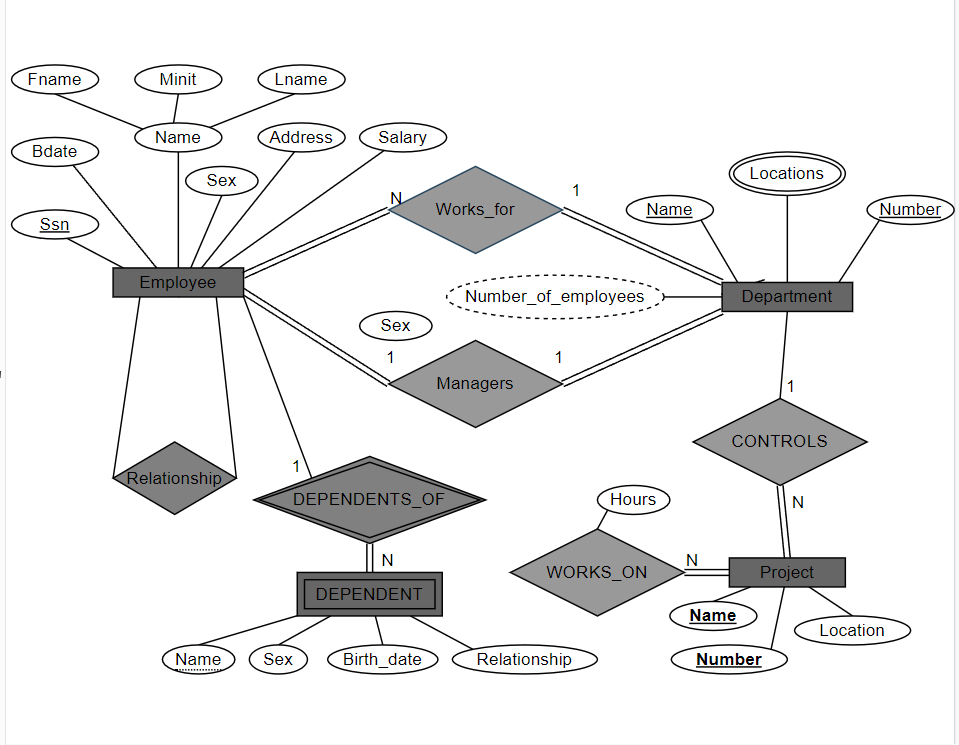 Fname
Minit
Lname
Name
Address
Salary
Bdate
Sex
Ssn
Employee
N
Works_for
1
Locations
Name
Number
Number_of_employees
Department
Sex
1
Managers
1
1
CONTROLS
N
Relationship
1
DEPENDENTS_OF
N
DEPENDENT
Hours
WORKS_ON
N
Project
Name
Number
Location
Name
Sex
Birth_date
Relationship